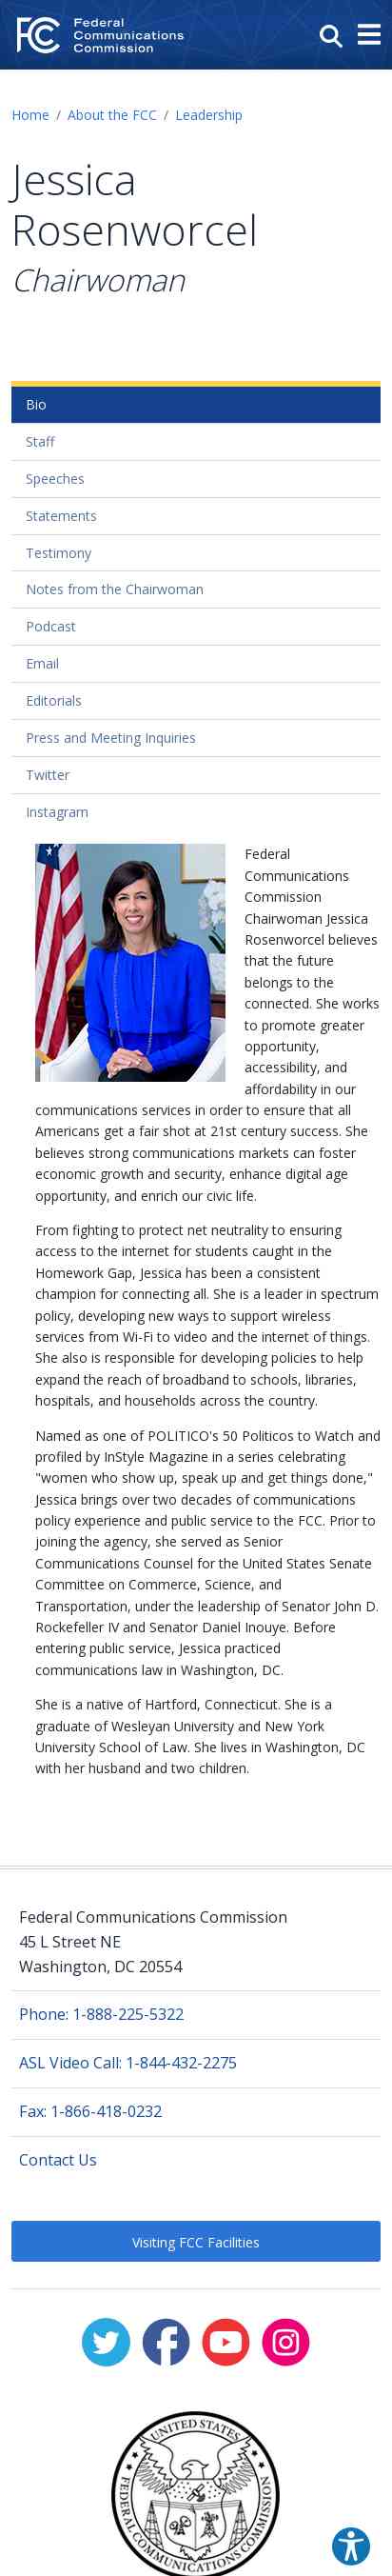 Federal
Communications
Commission
Home / About the FCC / Leadership
Jessica
Rosenworcel
Chairwoman
Bio
Staff
Speeches
Statements
Testimony
Notes from the Chairwoman
Podcast
Email
Editorials
Press and Meeting Inquiries
Twitter
Instagram
Federal
Communications
Commission
Chairwoman Jessica
Rosenworcel believes
that the future
belongs to the
connected. She works
to promote greater
opportunity,
accessibility, and
affordability in our
communications services in order to ensure that all
Americans get a fair shot at 21st century success. She
believes strong communications markets can foster
economic growth and security, enhance digital age
opportunity, and enrich our civic life.
From fighting to protect net neutrality to ensuring
access to the internet for students caught in the
Homework Gap, Jessica has been a consistent
champion for connecting all. She is a leader in spectrum
policy, developing new ways to support wireless
services from Wi-Fi to video and the internet of things.
She also is responsible for developing policies to help
expand the reach of broadband to schools, libraries,
hospitals, and households across the country.
Named as one of POLITICO's 50 Politicos to Watch and
profiled by InStyle Magazine in a series celebrating
"women who show up, speak up and get things done,"
Jessica brings over two decades of communications
policy experience and public service to the FCC. Prior to
joining the agency, she served as Senior
Communications Counsel for the United States Senate
Committee on Commerce, Science, and
Transportation, under the leadership of Senator John D.
Rockefeller IV and Senator Daniel Inouye. Before
entering public service, Jessica practiced
communications law in Washington, DC.
She is a native of Hartford, Connecticut. She is a
graduate of Wesleyan University and New York
University School of Law. She lives in Washington, DC
with her husband and two children.
Federal Communications Commission
45 L Street NE
Washington, DC 20554
Phone: 1-888-225-5322
ASL Video Call: 1-844-432-2275
Fax: 1-866-418-0232
Contact Us
Visiting FCC Facilities
UNITED STATES
FEDERAL COMMUNICATIONS COMMISSION